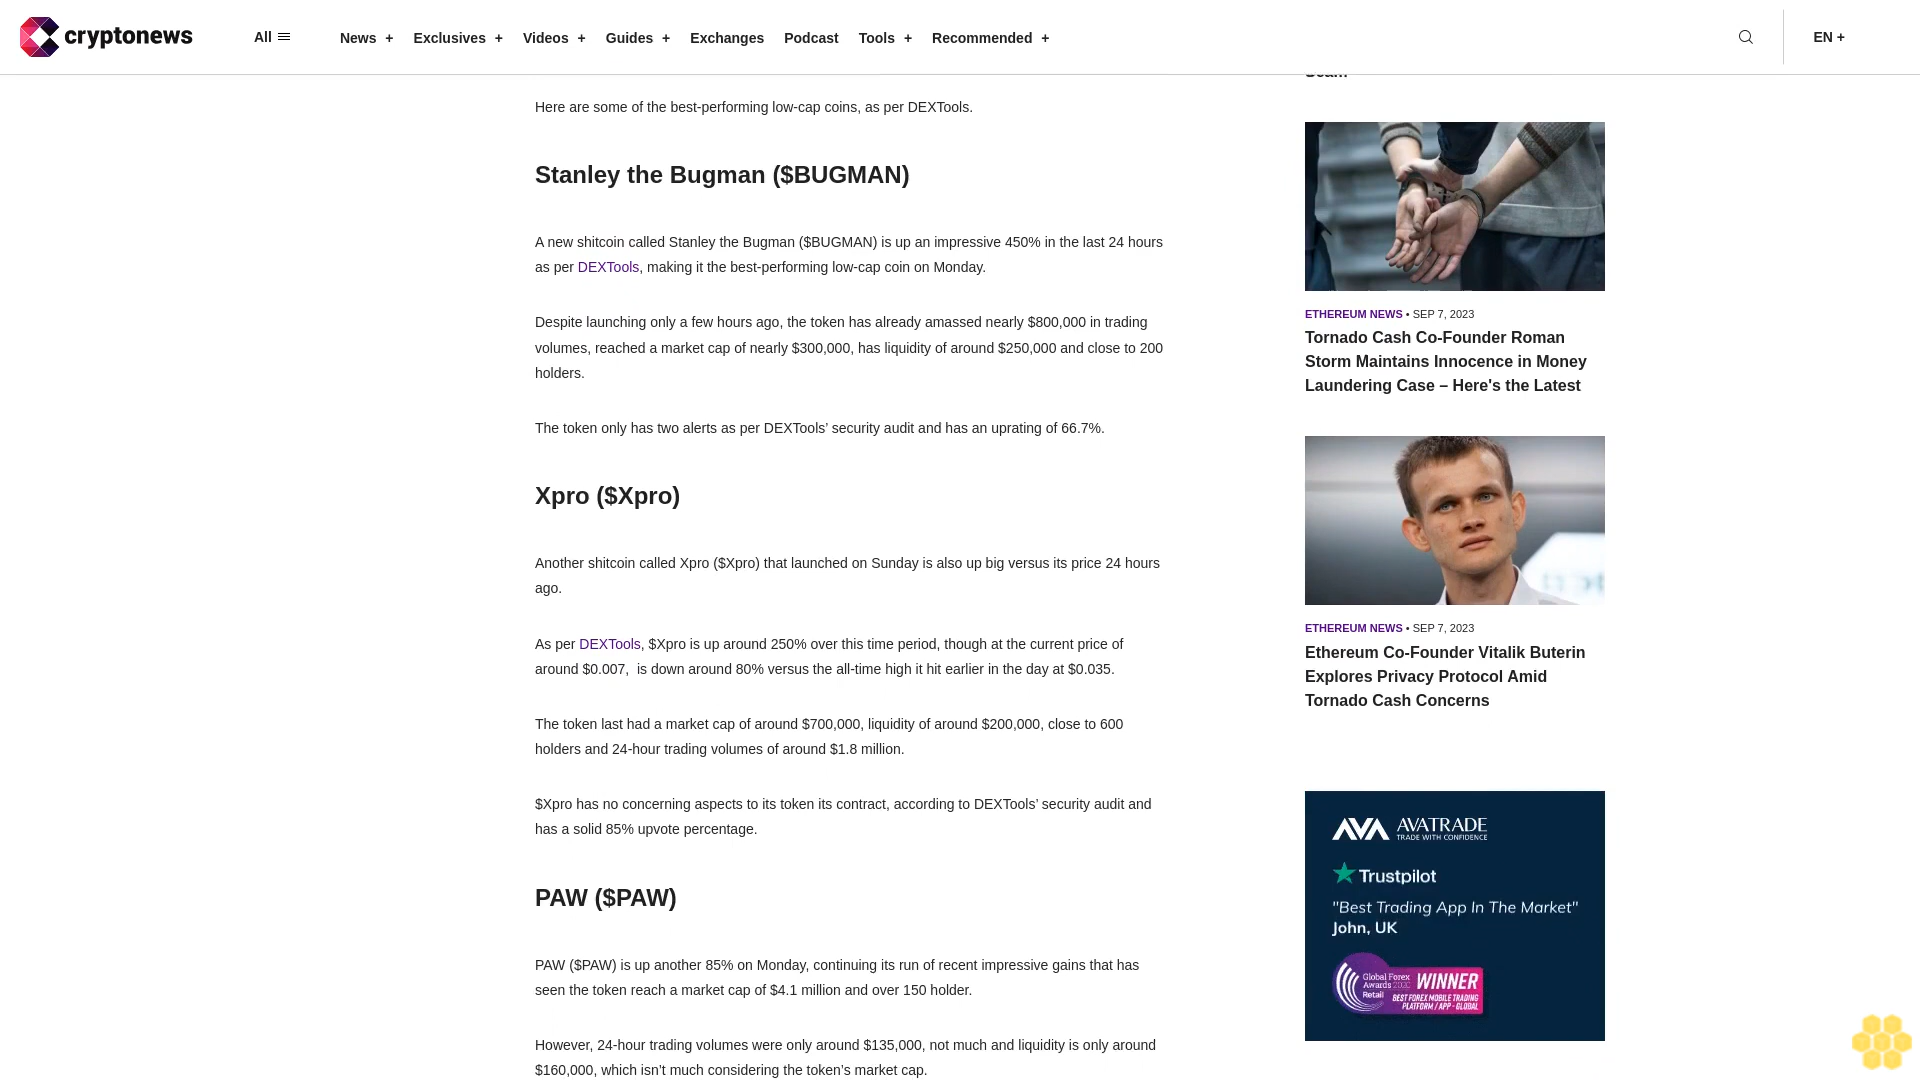 cryptonews
All
News +
Exclusives +
Videos +
Guides +
Exchanges
Podcast
Tools +
Recommended +
EN +
Here are some of the best-performing low-cap coins, as per DEXTools.
Stanley the Bugman ($BUGMAN)
A new shitcoin called Stanley the Bugman ($BUGMAN) is up an impressive 450% in the last 24 hours
as per DEXTools, making it the best-performing low-cap coin on Monday.
Despite launching only a few hours ago, the token has already amassed nearly $800,000 in trading
volumes, reached a market cap of nearly $300,000, has liquidity of around $250,000 and close to 200
holders.
The token only has two alerts as per DEXTools’ security audit and has an uprating of 66.7%.
Xpro ($Xpro)
Another shitcoin called Xpro ($Xpro) that launched on Sunday is also up big versus its price 24 hours
ago.
As per DEXTools, $Xpro is up around 250% over this time period, though at the current price of
around $0.007,  is down around 80% versus the all-time high it hit earlier in the day at $0.035.
The token last had a market cap of around $700,000, liquidity of around $200,000, close to 600
holders and 24-hour trading volumes of around $1.8 million.
$Xpro has no concerning aspects to its token its contract, according to DEXTools’ security audit and
has a solid 85% upvote percentage.
PAW ($PAW)
PAW ($PAW) is up another 85% on Monday, continuing its run of recent impressive gains that has
seen the token reach a market cap of $4.1 million and over 150 holder.
However, 24-hour trading volumes were only around $135,000, not much and liquidity is only around
$160,000, which isn’t much considering the token’s market cap.
ETHEREUM NEWS • SEP 7, 2023
Tornado Cash Co-Founder Roman
Storm Maintains Innocence in Money
Laundering Case – Here's the Latest
ETHEREUM NEWS • SEP 7, 2023
Ethereum Co-Founder Vitalik Buterin
Explores Privacy Protocol Amid
Tornado Cash Concerns
AVA AVATRADE
TRADE WITH CONFIDENCE
Trustpilot
"Best Trading App In The Market"
John, UK
Global Forex
Awards 2020
Retail
WINNER
BEST FOREX MOBILE TRADING
PLATFORM / APP - GLOBAL